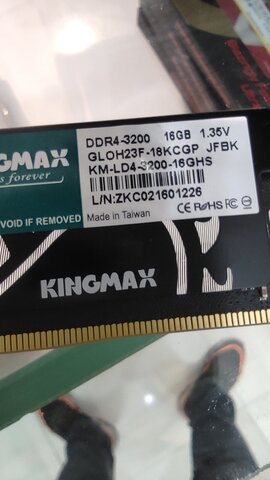 DDR4-3200 16GB 1.35V
GLOH23F-18KCGP JFBK
KM-LD4-3200-16GHS
GMAX
s forever
L/N:ZKC021601226
VOID IF REMOVED
Made in Taiwan
CE RoHS FC
KINGMAX